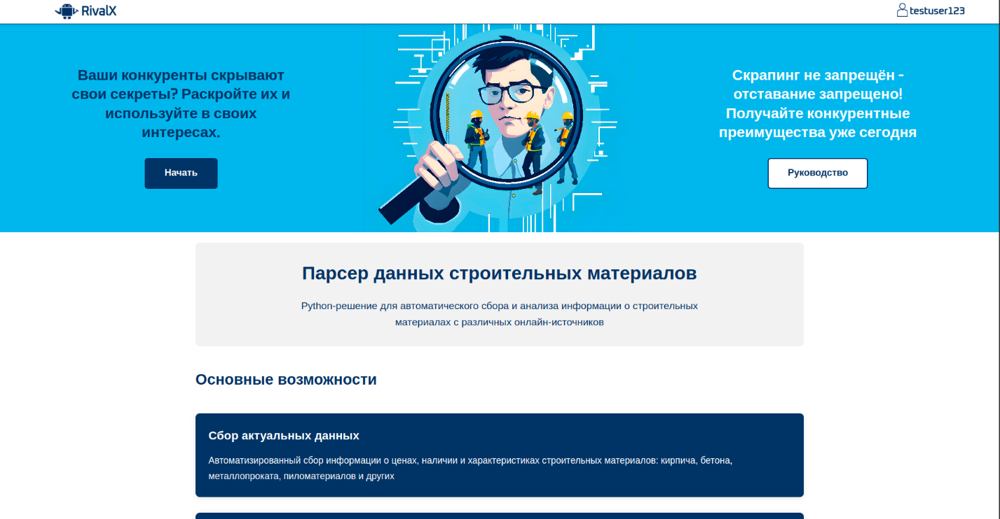 RivalX
testuser123
Ваши конкуренты скрывают
свои секреты? Раскройте их и
используйте в своих
интересах.
Начать
Скрапинг не запрещён -
отставание запрещено!
Получайте конкурентные
преимущества уже сегодня
Руководство
Парсер данных строительных материалов
Python-решение для автоматического сбора и анализа информации о строительных
материалах с различных онлайн-источников
Основные возможности
Сбор актуальных данных
Автоматизированный сбор информации о ценах, наличии и характеристиках строительных материалов: кирпича, бетона,
металлопроката, пиломатериалов и других